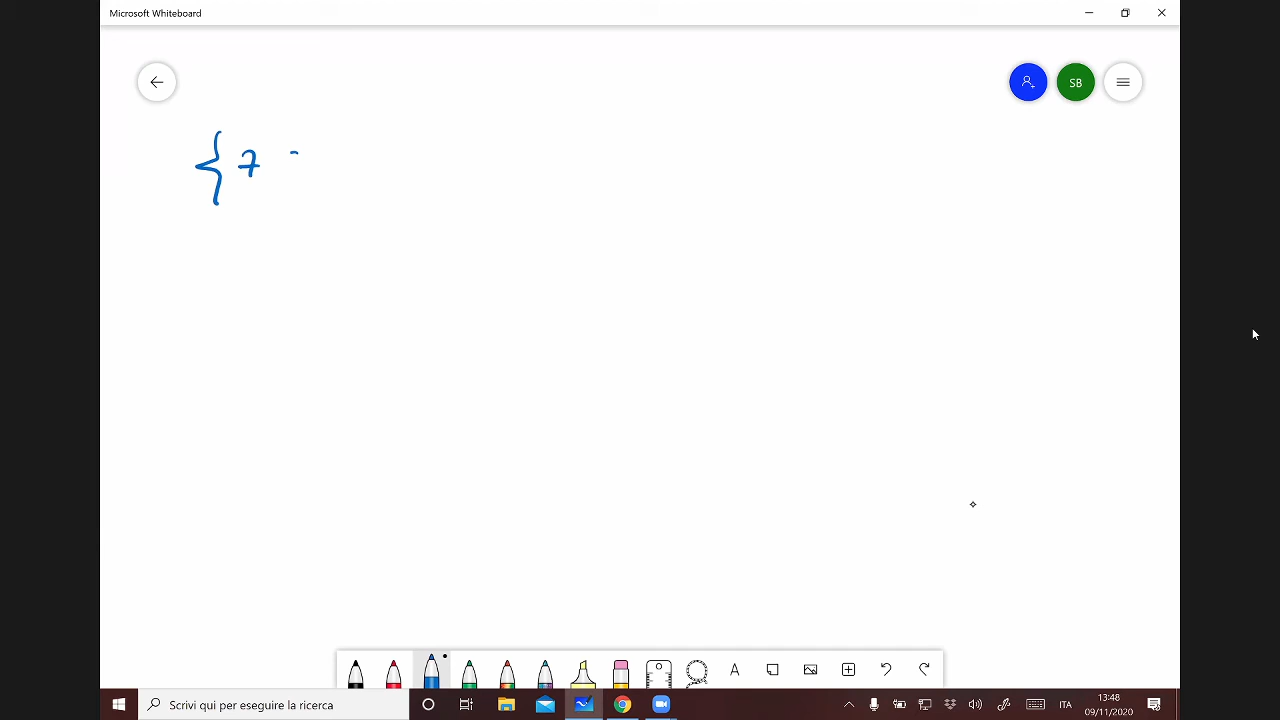 Microsoft Whiteboard
SB
{ 7 -
A
Scrivi qui per eseguire la ricerca
ITA
13:48
09/11/2020